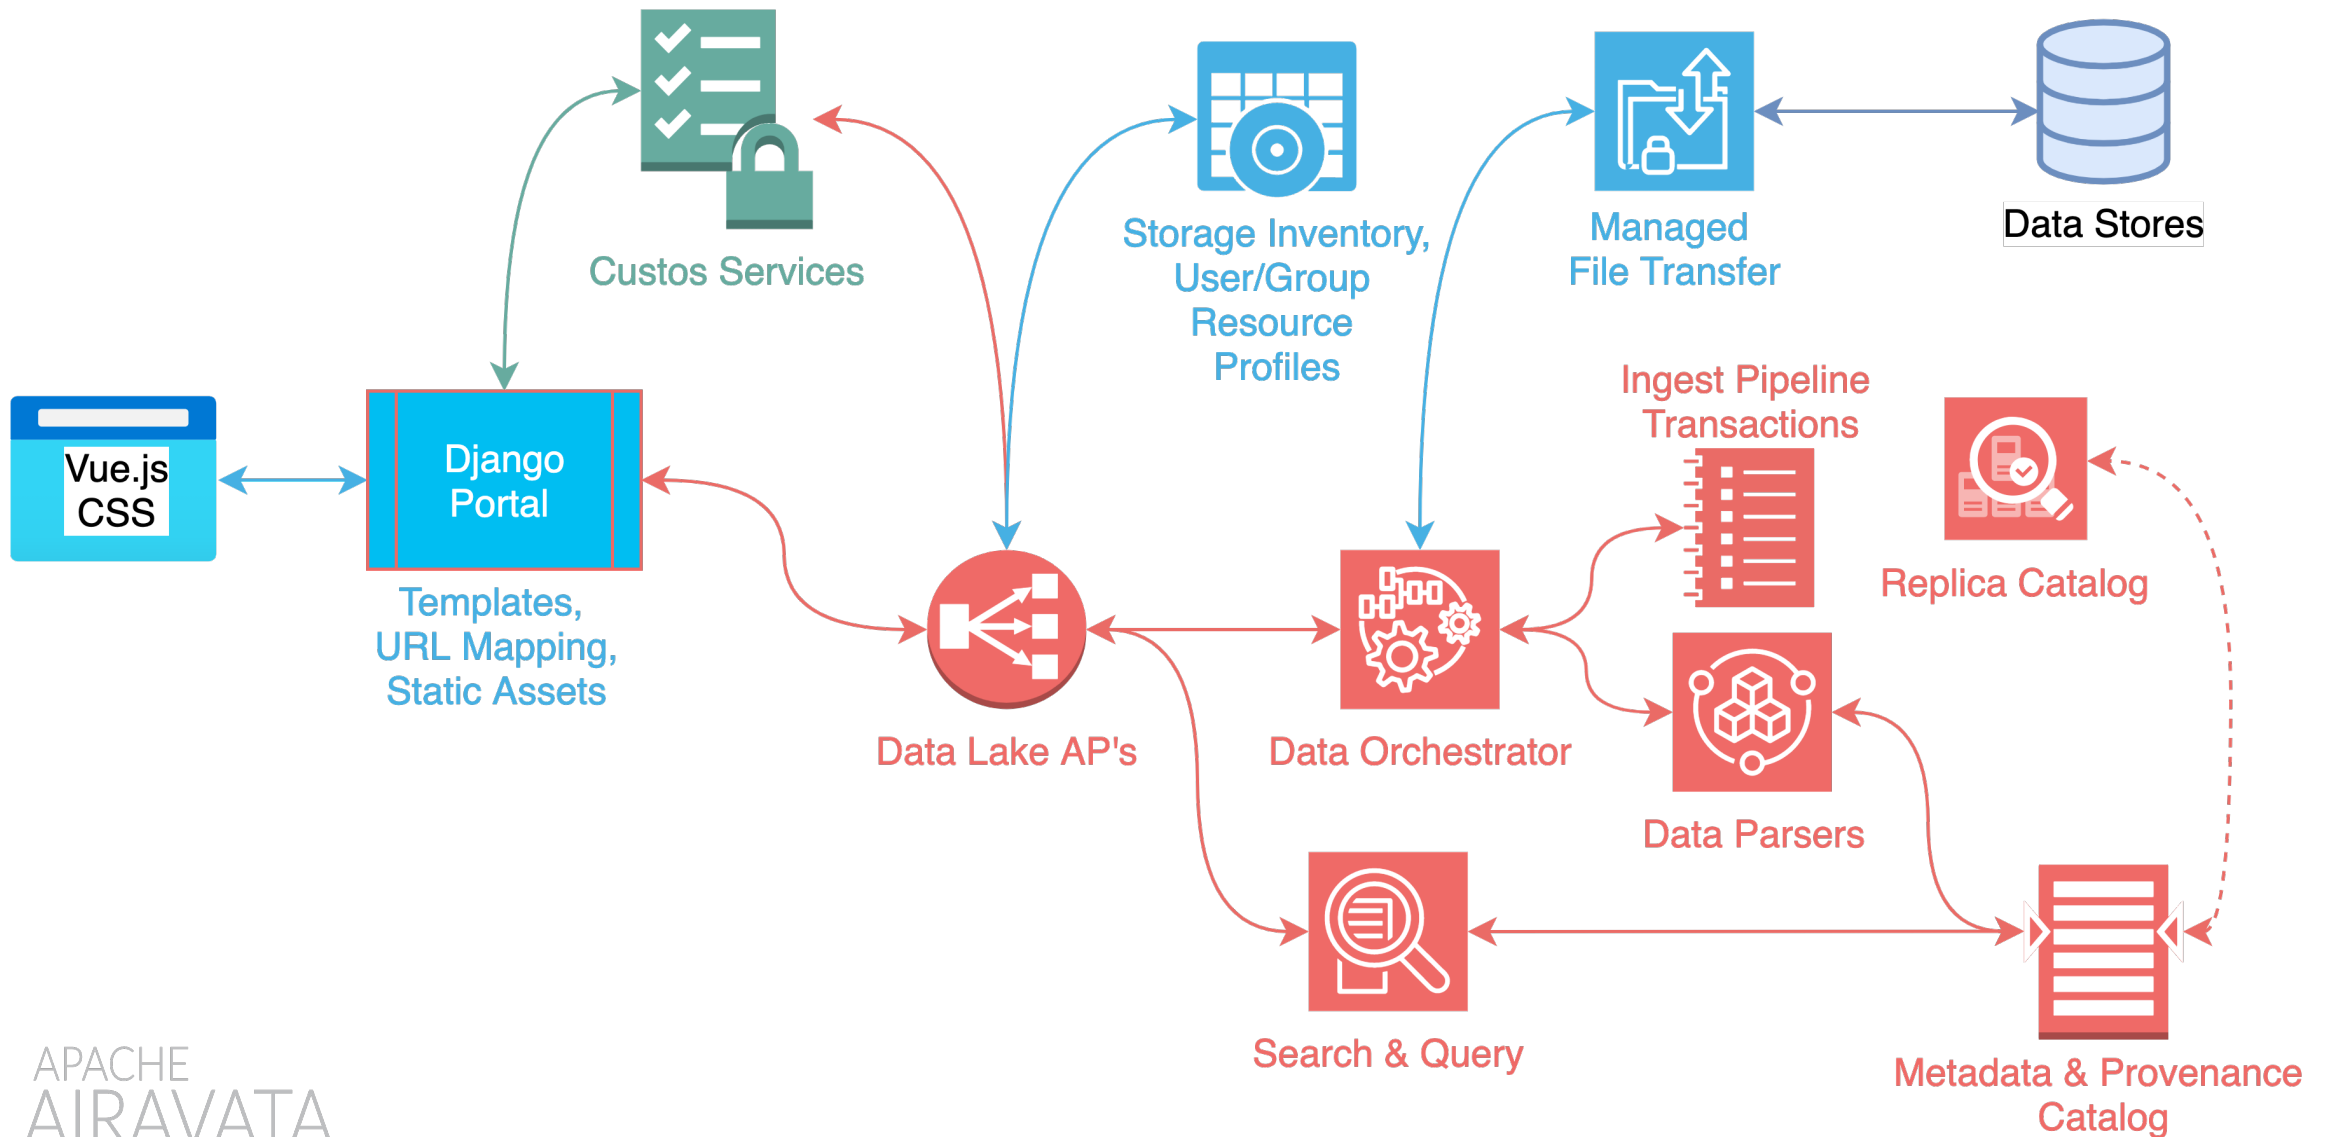 Custos Services
Storage Inventory,
User/Group
Resource
Profiles
Managed
File Transfer
Data Stores
Vue.js
CSS
Django
Portal
Templates,
URL Mapping,
Static Assets
Ingest Pipeline
Transactions
Replica Catalog
Data Lake AP's
Data Orchestrator
Data Parsers
Search & Query
Metadata & Provenance
Catalog
APACHE
AIRAVATA